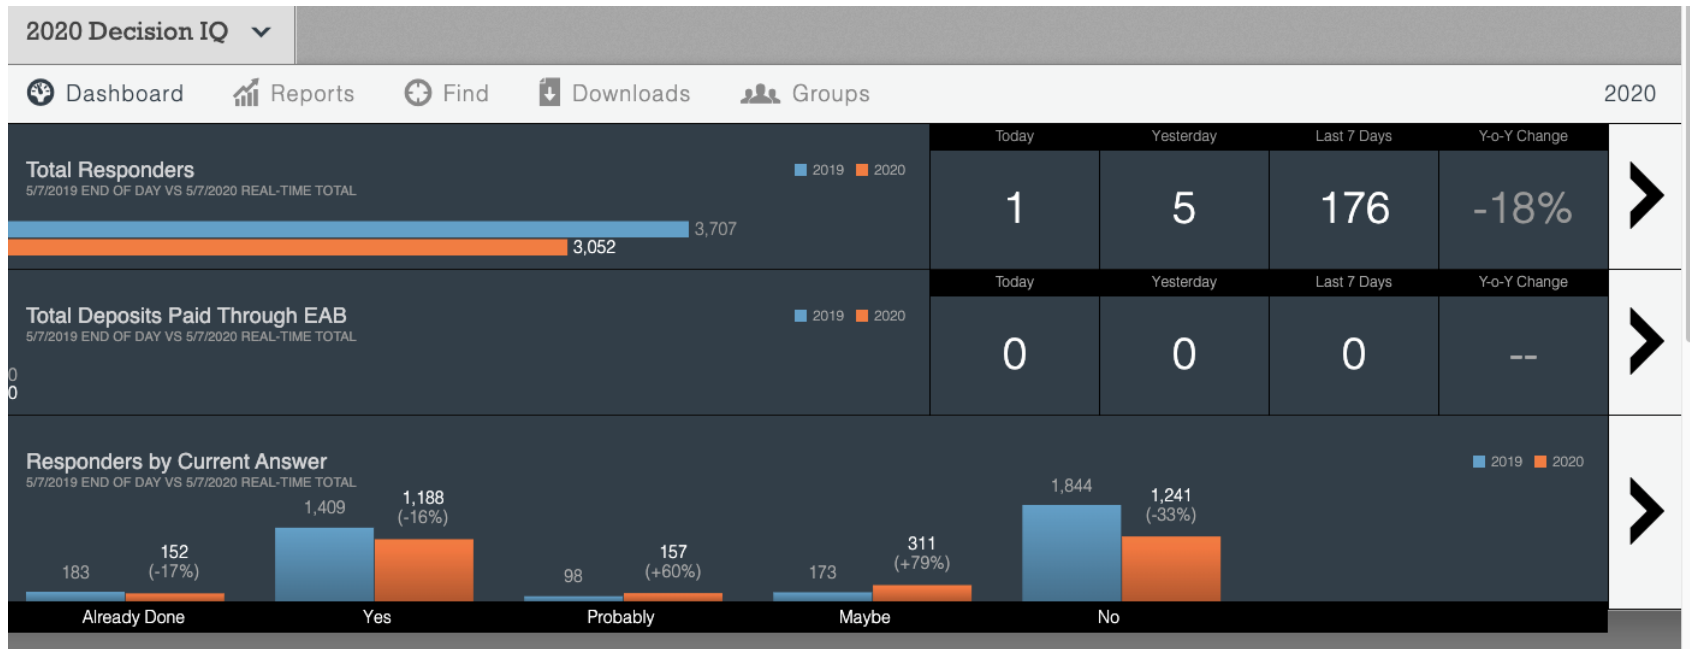 2020 Decision IQ
Dashboard Reports Find Downloads Groups 2020
Total Responders
5/7/2019 END OF DAY VS 5/7/2020 REAL-TIME TOTAL
2019 2020
3,707
3,052
Today Yesterday Last 7 Days Y-o-Y Change
1 5 176 -18%
Total Deposits Paid Through EAB
5/7/2019 END OF DAY VS 5/7/2020 REAL-TIME TOTAL
2019 2020
0
0
Today Yesterday Last 7 Days Y-o-Y Change
0 0 0 --
Responders by Current Answer
5/7/2019 END OF DAY VS 5/7/2020 REAL-TIME TOTAL
2019 2020
183
152
(-17%)
1,409
1,188
(-16%)
98
157
(+60%)
173
311
(+79%)
1,844
1,241
(-33%)
Already Done Yes Probably Maybe No